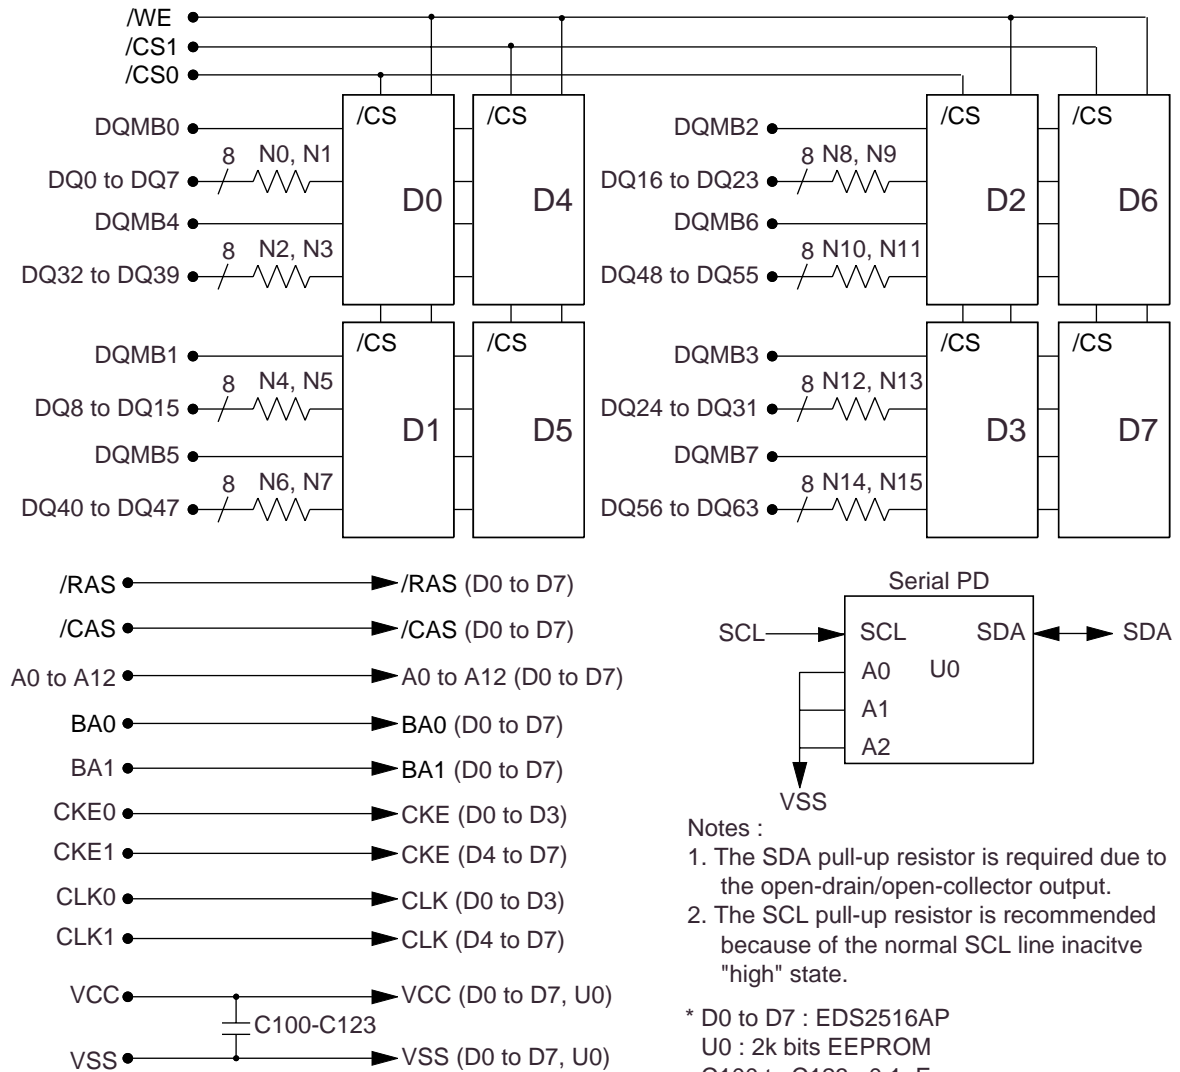 /WE
/CS1
/CS0
DQMB0
8 N0, N1
DQ0 to DQ7
DQMB4
8 N2, N3
DQ32 to DQ39
/CS
D0
/CS
D4
DQMB2
8 N8, N9
DQ16 to DQ23
DQMB6
8 N10, N11
DQ48 to DQ55
/CS
D2
/CS
D6
DQMB1
8 N4, N5
DQ8 to DQ15
DQMB5
8 N6, N7
DQ40 to DQ47
/CS
D1
/CS
D5
DQMB3
8 N12, N13
DQ24 to DQ31
DQMB7
8 N14, N15
DQ56 to DQ63
/CS
D3
/CS
D7
/RAS /RAS (D0 to D7)
/CAS /CAS (D0 to D7)
A0 to A12 A0 to A12 (D0 to D7)
BA0 BA0 (D0 to D7)
BA1 BA1 (D0 to D7)
CKE0 CKE (D0 to D3)
CKE1 CKE (D4 to D7)
CLK0 CLK (D0 to D3)
CLK1 CLK (D4 to D7)
VCC VCC (D0 to D7, U0)
C100-C123
VSS VSS (D0 to D7, U0)
Serial PD
SCL SCL SDA SDA
A0 U0
A1
A2
VSS
Notes :
1. The SDA pull-up resistor is required due to
the open-drain/open-collector output.
2. The SCL pull-up resistor is recommended
because of the normal SCL line inacitve
"high" state.
* D0 to D7 : EDS2516AP
U0 : 2k bits EEPROM